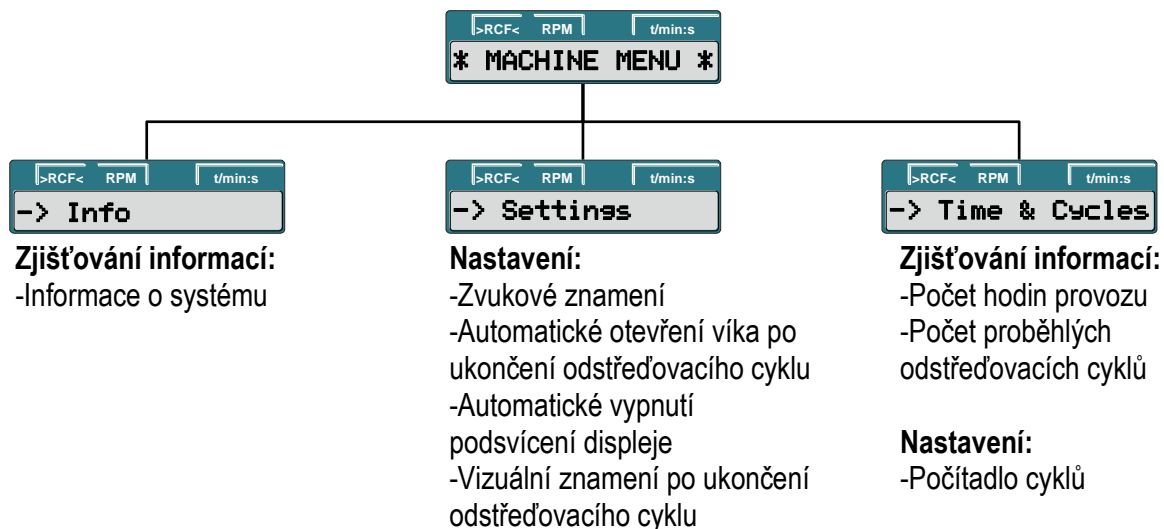 >RCF< RPM t/min:s
* MACHINE MENU *
>RCF< RPM t/min:s
-> Info
Zjišťování informací:
-Informace o systému
>RCF< RPM t/min:s
-> Settings
Nastavení:
-Zvukové znamení
-Automatické otevření víka po
ukončení odstřeďovacího cyklu
-Automatické vypnutí
podsvícení displeje
-Vizuální znamení po ukončení
odstřeďovacího cyklu
>RCF< RPM t/min:s
-> Time & Cycles
Zjišťování informací:
-Počet hodin provozu
-Počet proběhlých
odstřeďovacích cyklů
Nastavení:
-Počítadlo cyklů